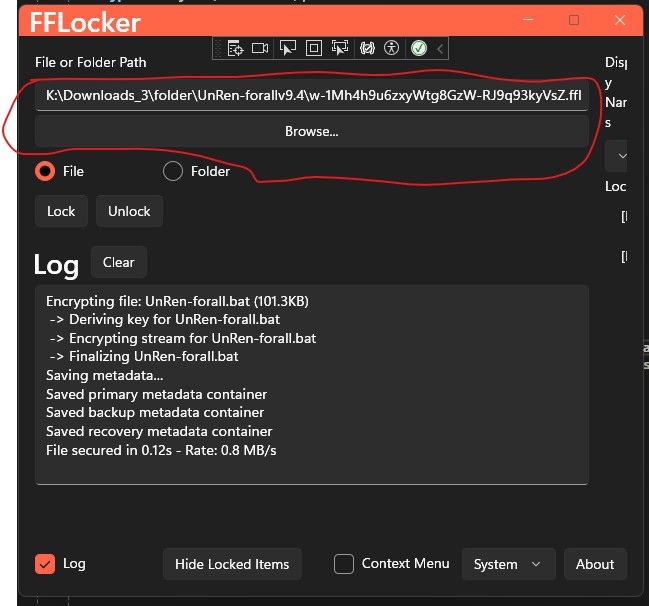 FFLocker
File or Folder Path
K:\Downloads_3\folder\UnRen-forallv9.4\w-1Mh4h9u6zxyWtg8GzW-RJ9q93kyVsZ.ffl
Browse...
File
Folder
Lock
Unlock
Log
Clear
Encrypting file: UnRen-forall.bat (101.3KB)
-> Deriving key for UnRen-forall.bat
-> Encrypting stream for UnRen-forall.bat
-> Finalizing UnRen-forall.bat
Saving metadata...
Saved primary metadata container
Saved backup metadata container
Saved recovery metadata container
File secured in 0.12s - Rate: 0.8 MB/s
Log
Hide Locked Items
Context Menu
System
About
y
s
Loc